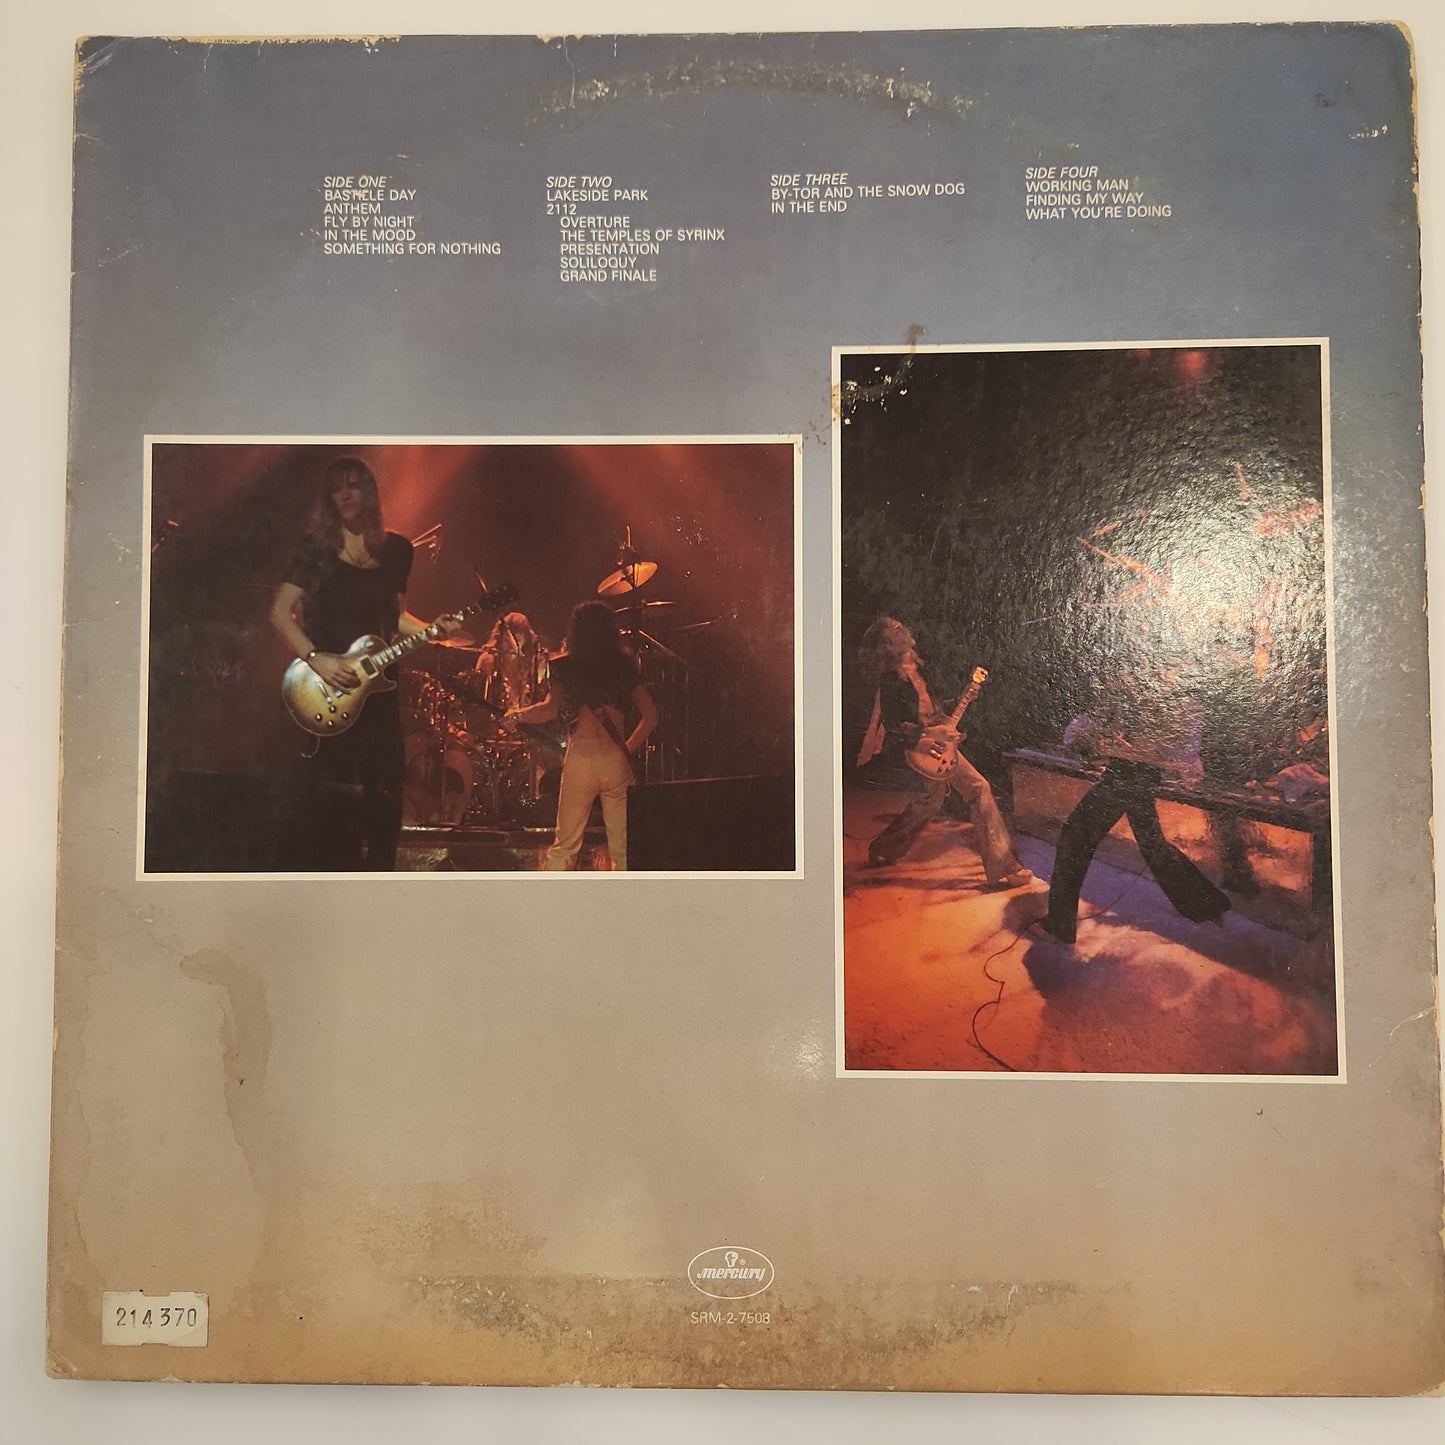 SIDE ONE
BASTILLE DAY
ANTHEM
FLY BY NIGHT
IN THE MOOD
SOMETHING FOR NOTHING
SIDE TWO
LAKESIDE PARK
2112
OVERTURE
THE TEMPLES OF SYRINX
PRESENTATION
SOLILOQUY
GRAND FINALE
SIDE THREE
BY-TOR AND THE SNOW DOG
IN THE END
SIDE FOUR
WORKING MAN
FINDING MY WAY
WHAT YOU'RE DOING
mercury
SRM-2-7508
214370